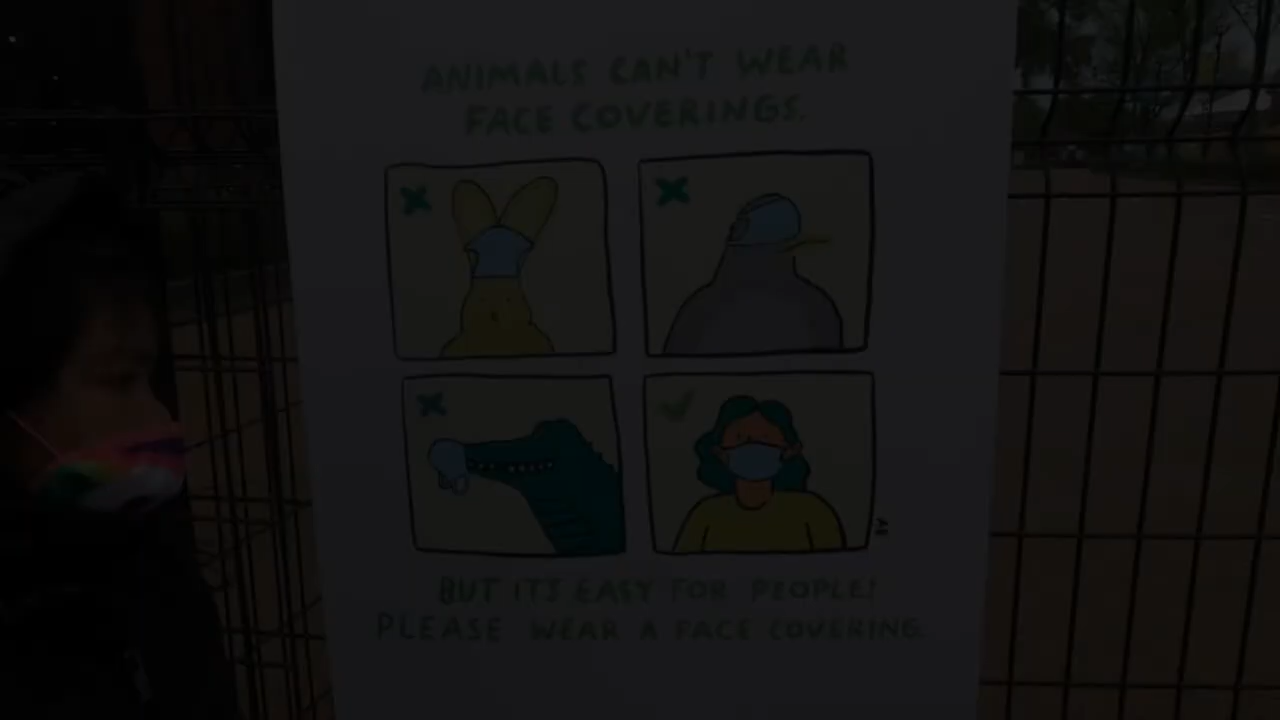 ANIMALS CAN'T WEAR
FACE COVERINGS.
BUT IT'S EASY FOR PEOPLE!
PLEASE WEAR A FACE COVERING.